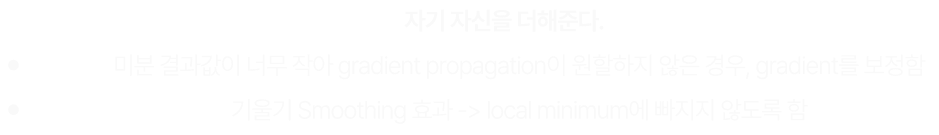 자기 자신을 더해준다.
• 미분 결과값이 너무 작아 gradient propagation이 원활하지 않은 경우, gradient를 보정함
• 기울기 Smoothing 효과 -> local minimum에 빠지지 않도록 함